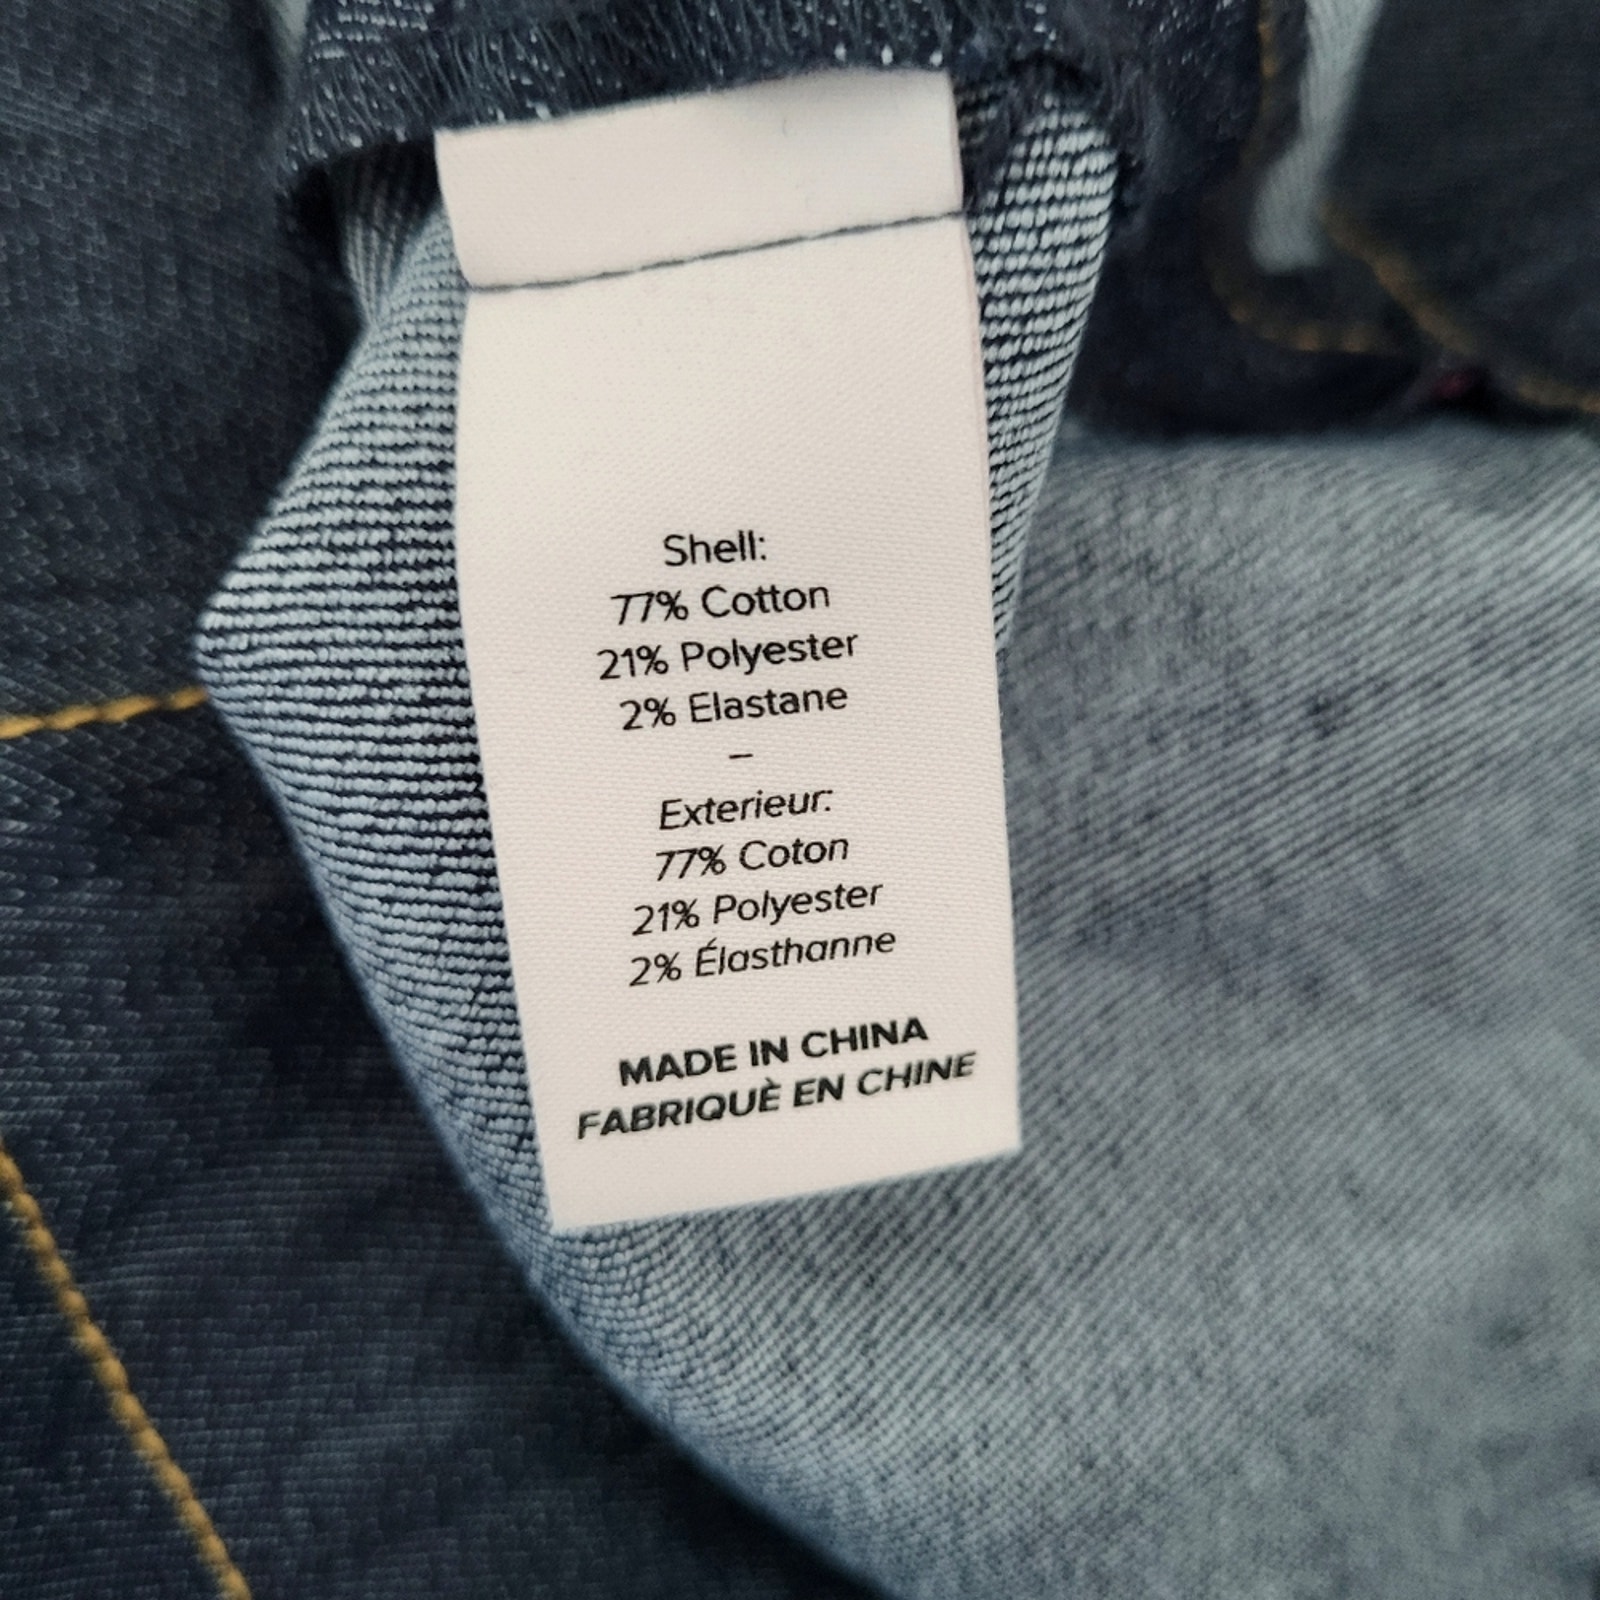 Shell:
77% Cotton
21% Polyester
2% Elastane
–
Exterieur:
77% Coton
21% Polyester
2% Élasthanne
MADE IN CHINA
FABRIQUÈ EN CHINE